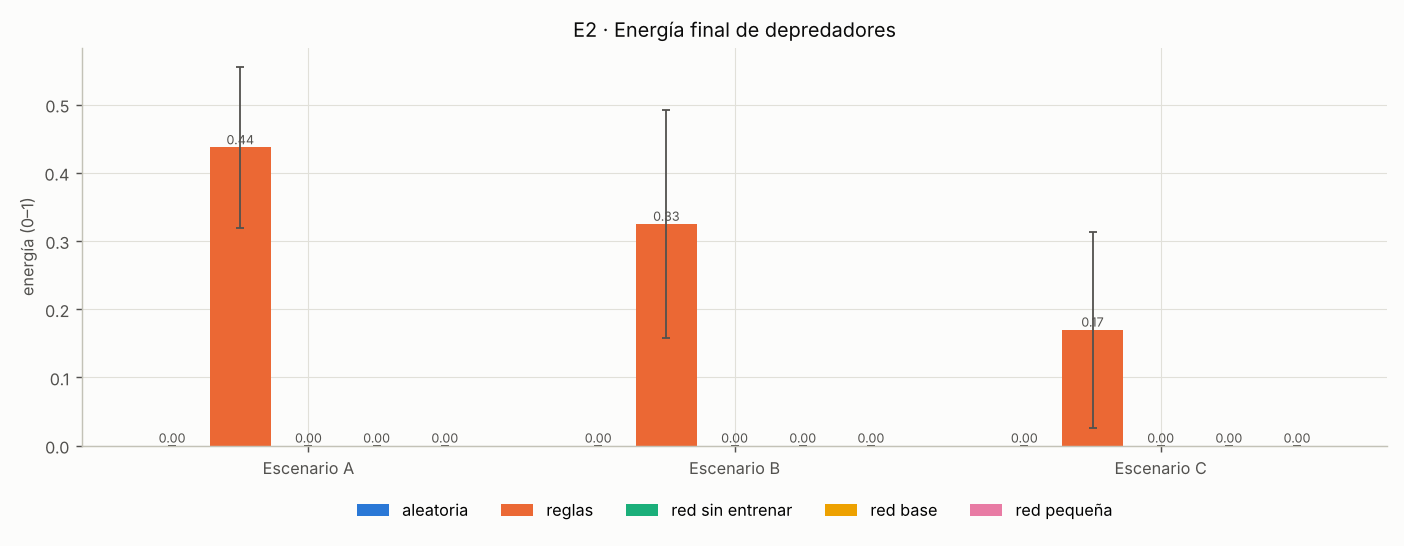 E2 · Energía final de depredadores
energía (0–1)
0.5
0.4
0.3
0.2
0.1
0.0
0.00 0.44 0.00 0.00 0.00
0.00 0.33 0.00 0.00 0.00
0.00 0.17 0.00 0.00 0.00
Escenario A Escenario B Escenario C
aleatoria reglas red sin entrenar red base red pequeña